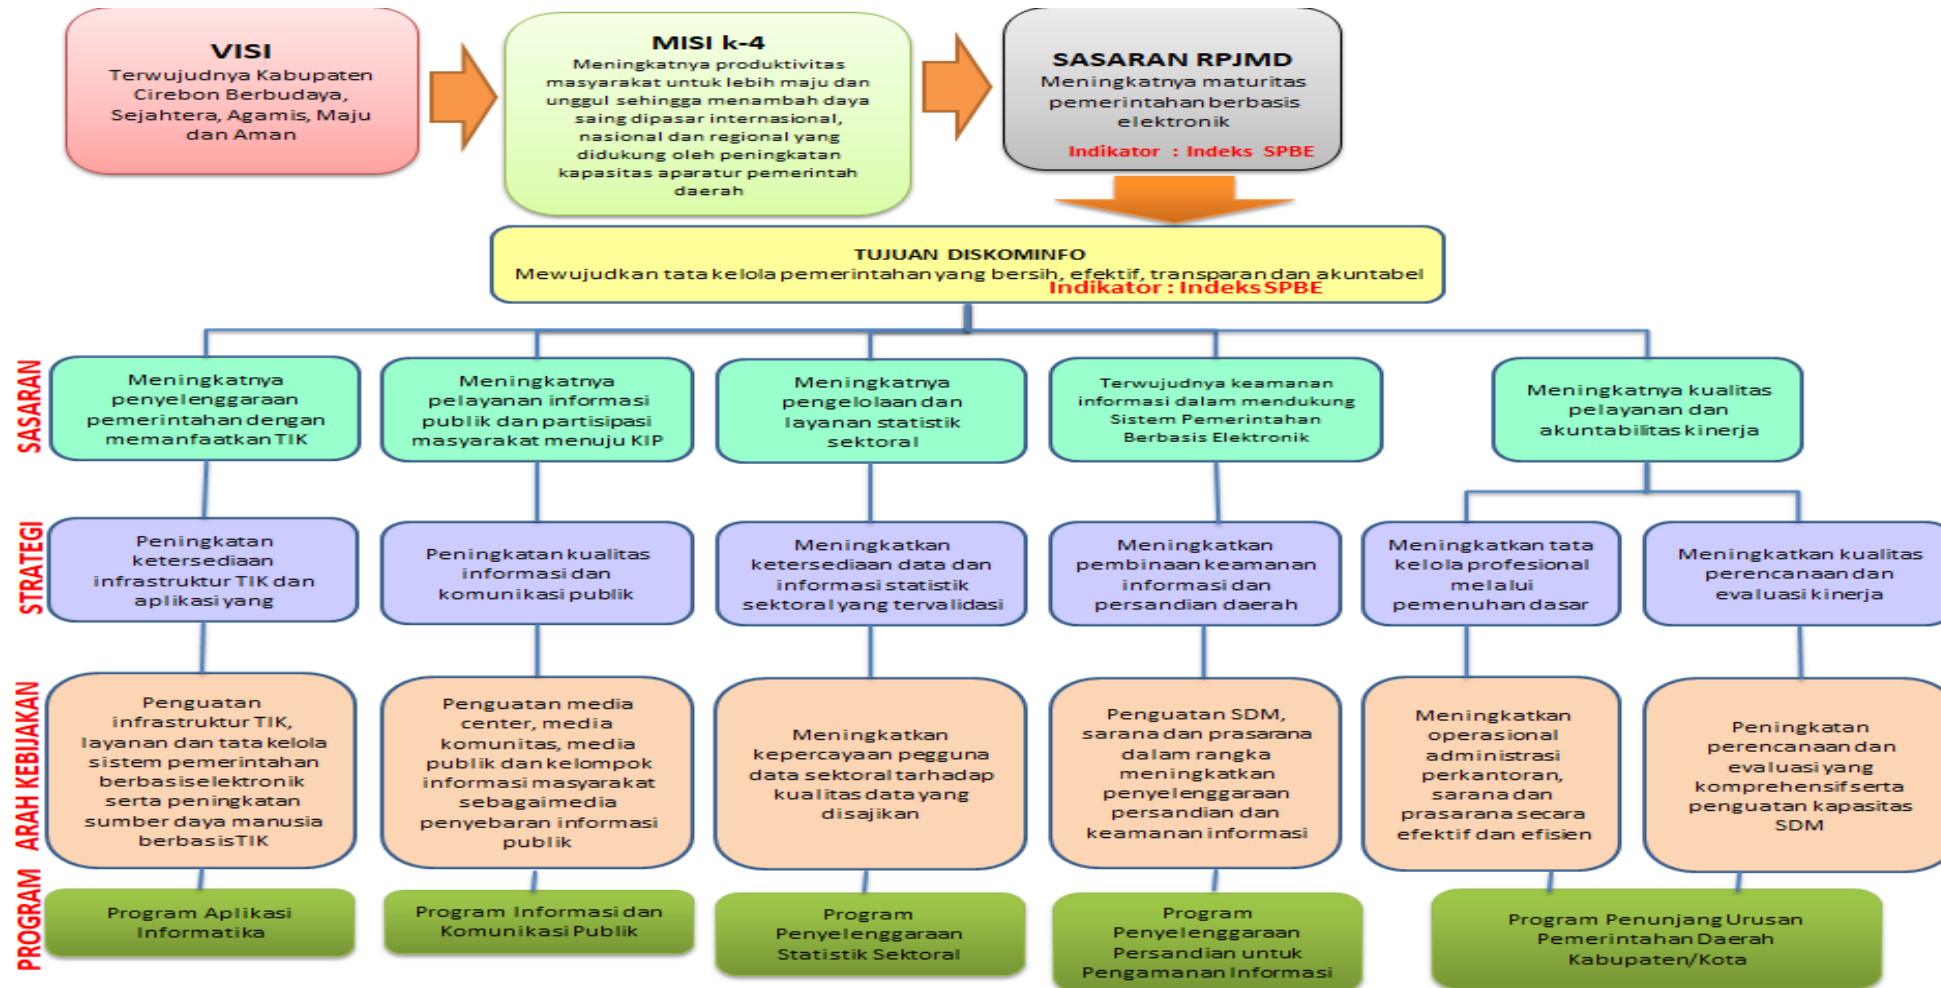 VISI
Terwujudnya Kabupaten
Cirebon Berbudaya,
Sejahtera, Agamis, Maju
dan Aman
MISI k-4
Meningkatnya produktivitas
masyarakat untuk lebih maju dan
unggul sehingga menambah daya
saing dipasar internasional,
nasional dan regional yang
didukung oleh peningkatan
kapasitas aparatur pemerintah
daerah
SASARAN RPJMD
Meningkatnya maturitas
pemerintahan berbasis
elektronik
Indikator : Indeks SPBE
TUJUAN DISKOMINFO
Mewujudkan tata kelola pemerintahan yang bersih, efektif, transparan dan akuntabel
Indikator : Indeks SPBE
SASARAN
Meningkatnya
penyelenggaraan
pemerintahan dengan
memanfaatkan TIK
Meningkatnya
pelayanan informasi
publik dan partisipasi
masyarakat menuju KIP
Meningkatnya
pengelolaan dan
layanan statistik
sektoral
Terwujudnya keamanan
informasi dalam mendukung
Sistem Pemerintahan
Berbasis Elektronik
Meningkatnya kualitas
pelayanan dan
akuntabilitas kinerja
STRATEGI
Peningkatan
ketersediaan
infrastruktur TIK dan
aplikasi yang
Peningkatan kualitas
informasi dan
komunikasi publik
Meningkatkan
ketersediaan data dan
informasi statistik
sektoral yang tervalidasi
Meningkatkan
pembinaan keamanan
informasi dan
persandian daerah
Meningkatkan tata
kelola profesional
melalui
pemenuhan dasar
Meningkatkan kualitas
perencanaan dan
evaluasi kinerja
ARAH KEBIJAKAN
Penguatan
infrastruktur TIK,
layanan dan tata kelola
sistem pemerintahan
berbasis elektronik
serta peningkatan
sumber daya manusia
berbasis TIK
Penguatan media
center, media
komunitas, media
publik dan kelompok
informasi masyarakat
sebagai media
penyebaran informasi
publik
Meningkatkan
kepercayaan pegguna
data sektoral tarhadap
kualitas data yang
disajikan
Penguatan SDM,
sarana dan prasarana
dalam rangka
meningkatkan
penyelenggaraan
persandian dan
keamanan informasi
Meningkatkan
operasional
administrasi
perkantoran,
sarana dan
prasarana secara
efektif dan efisien
Peningkatan
perencanaan dan
evaluasi yang
komprehensif serta
penguatan kapasitas
SDM
PROGRAM
Program Aplikasi
Informatika
Program Informasi dan
Komunikasi Publik
Program
Penyelenggaraan
Statistik Sektoral
Program
Penyelenggaraan
Persandian untuk
Pengamanan Informasi
Program Penunjang Urusan
Pemerintahan Daerah
Kabupaten/Kota